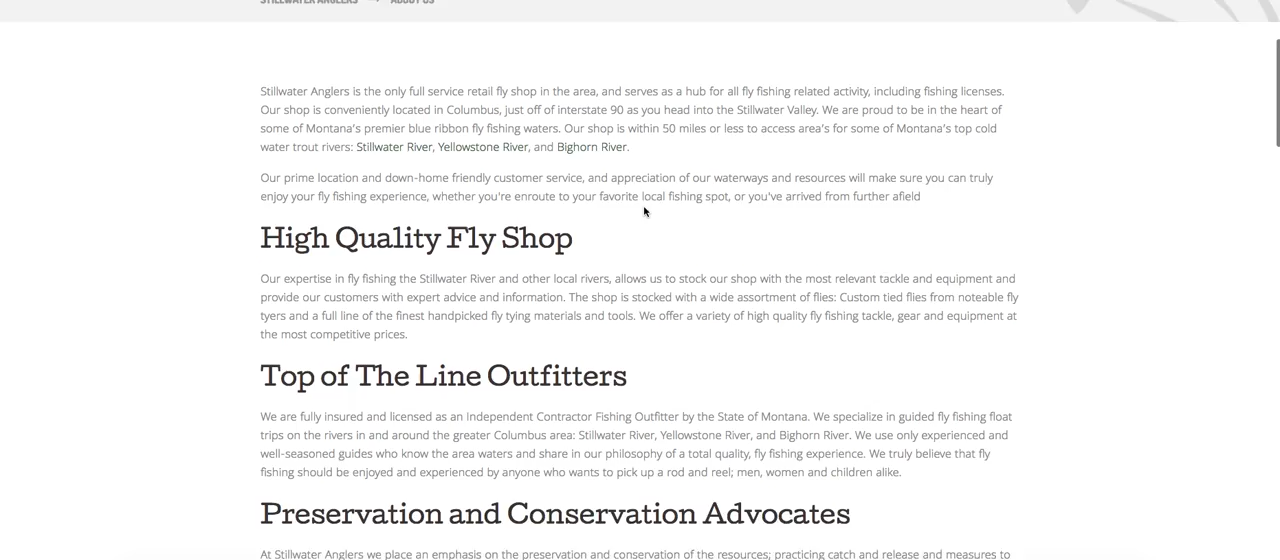 STILLWATER ANGLERS → ABOUT US
Stillwater Anglers is the only full service retail fly shop in the area, and serves as a hub for all fly fishing related activity, including fishing licenses.
Our shop is conveniently located in Columbus, just off of interstate 90 as you head into the Stillwater Valley. We are proud to be in the heart of
some of Montana's premier blue ribbon fly fishing waters. Our shop is within 50 miles or less to access area's for some of Montana's top cold
water trout rivers: Stillwater River, Yellowstone River, and Bighorn River.
Our prime location and down-home friendly customer service, and appreciation of our waterways and resources will make sure you can truly
enjoy your fly fishing experience, whether you're enroute to your favorite local fishing spot, or you've arrived from further afield
High Quality Fly Shop
Our expertise in fly fishing the Stillwater River and other local rivers, allows us to stock our shop with the most relevant tackle and equipment and
provide our customers with expert advice and information. The shop is stocked with a wide assortment of flies: Custom tied flies from noteable fly
tyers and a full line of the finest handpicked fly tying materials and tools. We offer a variety of high quality fly fishing tackle, gear and equipment at
the most competitive prices.
Top of The Line Outfitters
We are fully insured and licensed as an Independent Contractor Fishing Outfitter by the State of Montana. We specialize in guided fly fishing float
trips on the rivers in and around the greater Columbus area: Stillwater River, Yellowstone River, and Bighorn River. We use only experienced and
well-seasoned guides who know the area waters and share in our philosophy of a total quality, fly fishing experience. We truly believe that fly
fishing should be enjoyed and experienced by anyone who wants to pick up a rod and reel; men, women and children alike.
Preservation and Conservation Advocates
At Stillwater Anglers we place an emphasis on the preservation and conservation of the resources; practicing catch and release and measures to